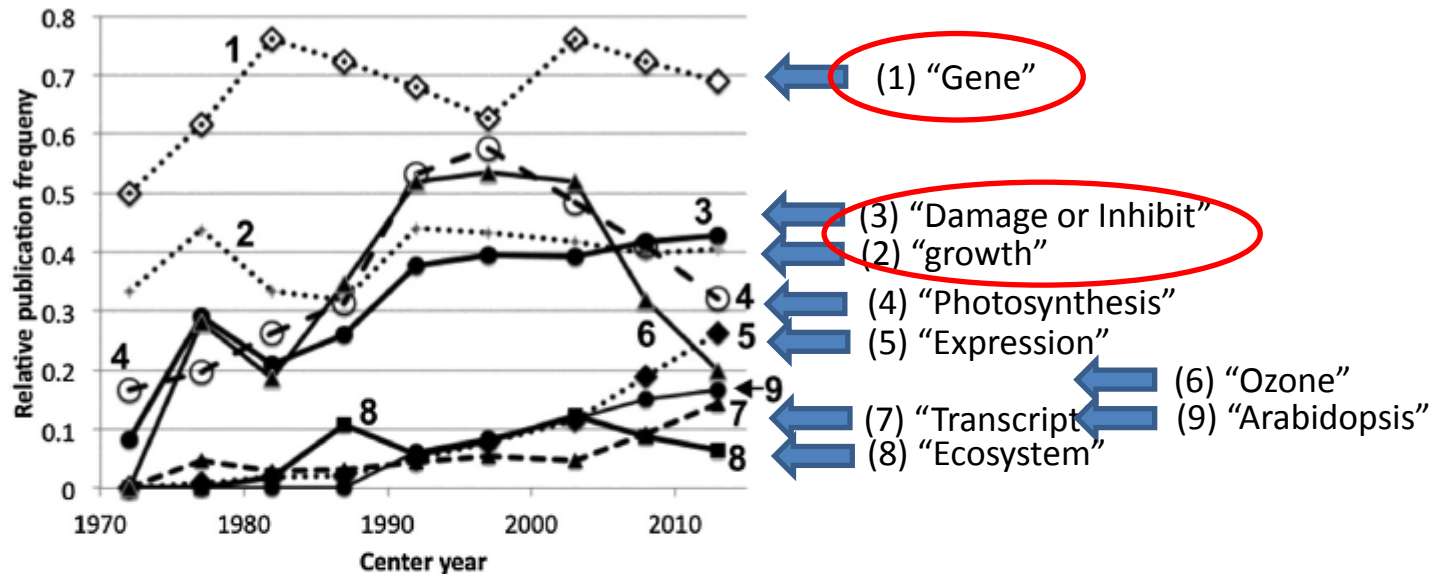 0.8
0.7
0.6
0.5
0.4
0.3
0.2
0.1
0
Relative publication frequeny
1970
1980
1990
2000
2010
Center year
1
2
3
4
4
5
6
7
8
8
9
(1) “Gene”
(3) “Damage or Inhibit”
(2) “growth”
(4) “Photosynthesis”
(5) “Expression”
(6) “Ozone”
(7) “Transcript
(9) “Arabidopsis”
(8) “Ecosystem”